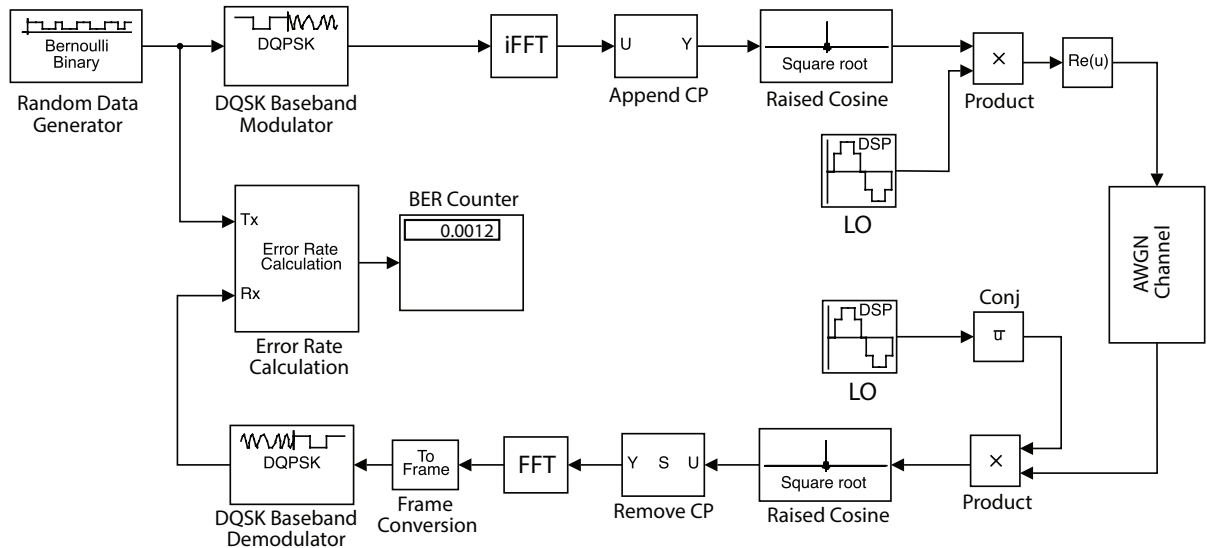 Bernoulli
Binary
Random Data
Generator
DQPSK
DQSK Baseband
Modulator
iFFT
U Y
Append CP
Square root
Raised Cosine
×
Product
Re(u)
DSP
LO
AWGN
Channel
Tx
Rx
Error Rate
Calculation
Error Rate
Calculation
BER Counter
0.0012
DSP
LO
Conj
u̅
DQPSK
DQSK Baseband
Demodulator
To
Frame
Frame
Conversion
FFT
Y S U
Remove CP
Square root
Raised Cosine
×
Product